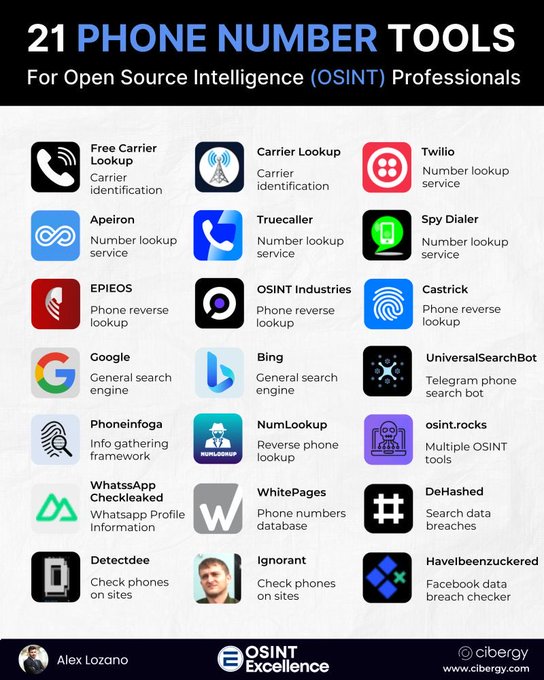 21 PHONE NUMBER TOOLS
For Open Source Intelligence (OSINT) Professionals
Free Carrier
Lookup
Carrier
identification
Carrier Lookup
Carrier
identification
Twilio
Number lookup
service
Apeiron
Number lookup
service
Truecaller
Number lookup
service
Spy Dialer
Number lookup
service
EPIEOS
Phone reverse
lookup
OSINT Industries
Phone reverse
lookup
Castrick
Phone reverse
lookup
Google
General search
engine
Bing
General search
engine
UniversalSearchBot
Telegram phone
search bot
Phoneinfoga
Info gathering
framework
NUMLOOKUP
NumLookup
Reverse phone
lookup
osint.rocks
Multiple OSINT
tools
WhatssApp
Checkleaked
Whatsapp Profile
Information
WhitePages
Phone numbers
database
DeHashed
Search data
breaches
Detectdee
Check phones
on sites
Ignorant
Check phones
on sites
HaveIbeenzuckered
Facebook data
breach checker
Alex Lozano
OSINT
Excellence
cibergy
www.cibergy.com